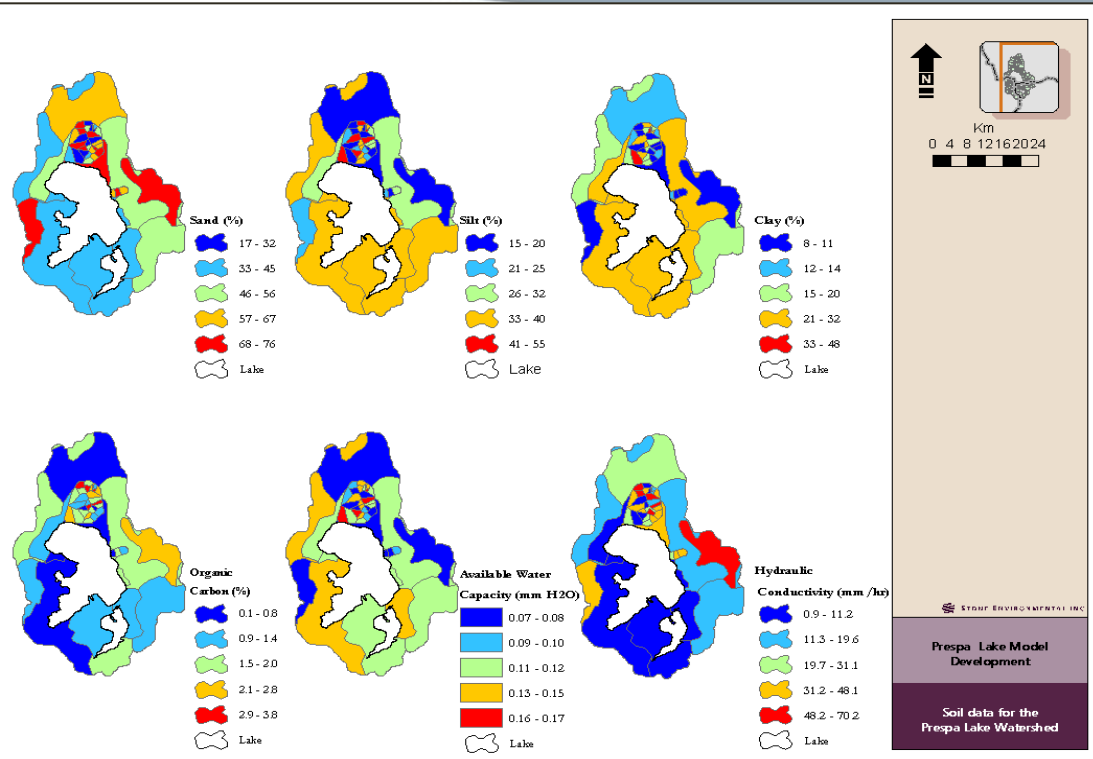 Sand (%)
17 - 32
33 - 45
46 - 56
57 - 67
68 - 76
Lake
Silt (%)
15 - 20
21 - 25
26 - 32
33 - 40
41 - 55
Lake
Clay (%)
8 - 11
12 - 14
15 - 20
21 - 32
33 - 48
Lake
Organic
Carbon (%)
0.1 - 0.8
0.9 - 1.4
1.5 - 2.0
2.1 - 2.8
2.9 - 3.8
Lake
Available Water
Capacity (mm H2O)
0.07 - 0.08
0.09 - 0.10
0.11 - 0.12
0.13 - 0.15
0.16 - 0.17
Lake
Hydraulic
Conductivity (mm /hr)
0.9 - 11.2
11.3 - 19.6
19.7 - 31.1
31.2 - 48.1
48.2 - 70.2
Lake
N
Km
0 4 8 12 16 20 24
STONE ENVIRONMENTAL INC
Prespa Lake Model
Development
Soil data for the
Prespa Lake Watershed